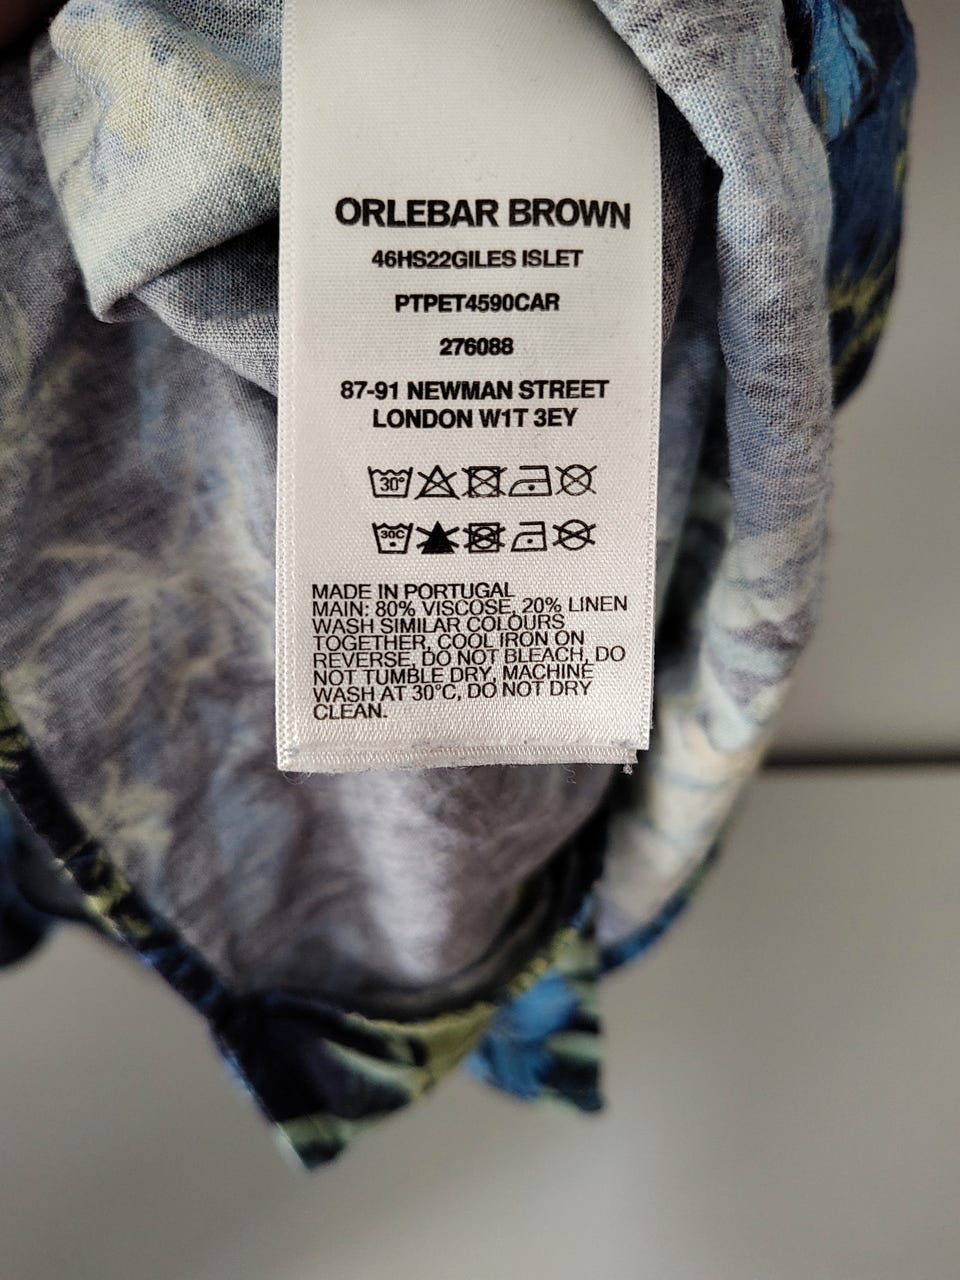 ORLEBAR BROWN
46HS22GILES ISLET
PTPET4590CAR
276088
87-91 NEWMAN STREET
LONDON W1T 3EY
30°
30C
MADE IN PORTUGAL
MAIN: 80% VISCOSE, 20% LINEN
WASH SIMILAR COLOURS
TOGETHER, COOL IRON ON
REVERSE, DO NOT BLEACH, DO
NOT TUMBLE DRY, MACHINE
WASH AT 30°C, DO NOT DRY
CLEAN.